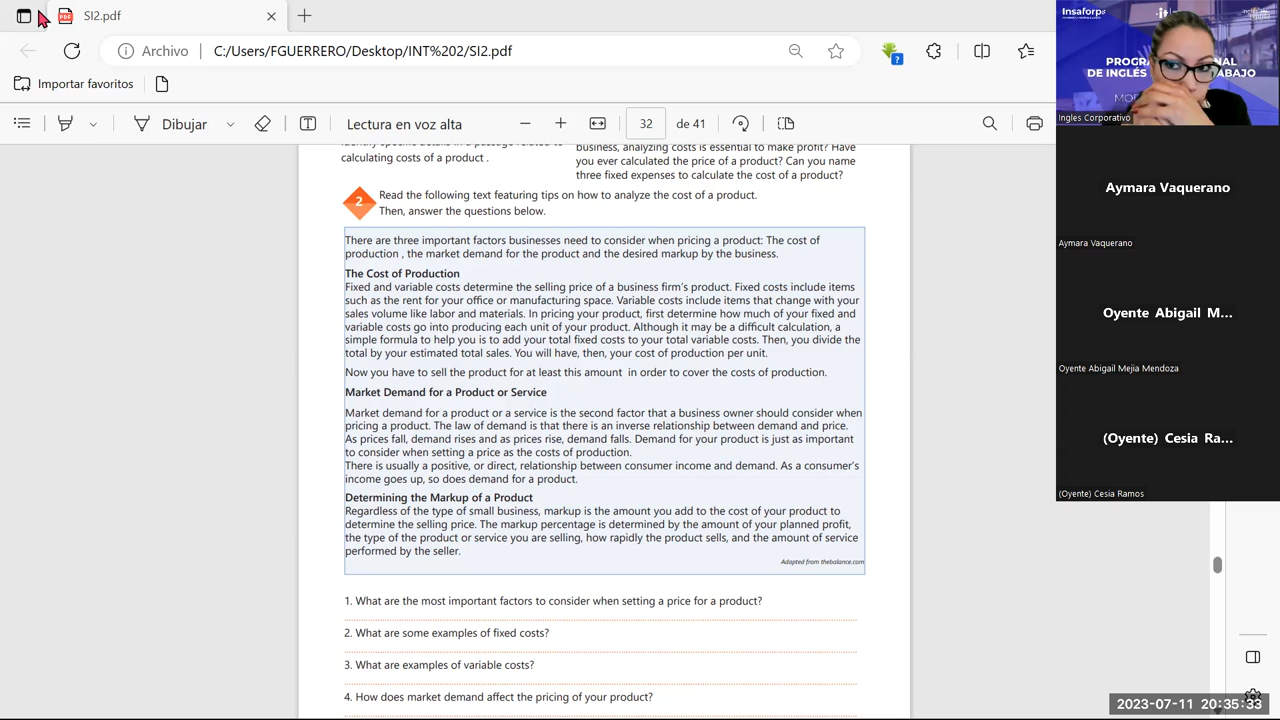 SI2.pdf
Archivo
C:/Users/FGUERRERO/Desktop/INT%202/SI2.pdf
Importar favoritos
Dibujar
Lectura en voz alta
32
de 41
calculating costs of a product .
business, analyzing costs is essential to make profit? Have
you ever calculated the price of a product? Can you name
three fixed expenses to calculate the cost of a product?
2
Read the following text featuring tips on how to analyze the cost of a product.
Then, answer the questions below.
There are three important factors businesses need to consider when pricing a product: The cost of
production , the market demand for the product and the desired markup by the business.
The Cost of Production
Fixed and variable costs determine the selling price of a business firm's product. Fixed costs include items
such as the rent for your office or manufacturing space. Variable costs include items that change with your
sales volume like labor and materials. In pricing your product, first determine how much of your fixed and
variable costs go into producing each unit of your product. Although it may be a difficult calculation, a
simple formula to help you is to add your total fixed costs to your total variable costs. Then, you divide the
total by your estimated total sales. You will have, then, your cost of production per unit.
Now you have to sell the product for at least this amount in order to cover the costs of production.
Market Demand for a Product or Service
Market demand for a product or a service is the second factor that a business owner should consider when
pricing a product. The law of demand is that there is an inverse relationship between demand and price.
As prices fall, demand rises and as prices rise, demand falls. Demand for your product is just as important
to consider when setting a price as the costs of production.
There is usually a positive, or direct, relationship between consumer income and demand. As a consumer's
income goes up, so does demand for a product.
Determining the Markup of a Product
Regardless of the type of small business, markup is the amount you add to the cost of your product to
determine the selling price. The markup percentage is determined by the amount of your planned profit,
the type of the product or service you are selling, how rapidly the product sells, and the amount of service
performed by the seller.
Adapted from thebalance.com
1. What are the most important factors to consider when setting a price for a product?
2. What are some examples of fixed costs?
3. What are examples of variable costs?
4. How does market demand affect the pricing of your product?
Insaforp
DE INGLÉS
Ingles Corporativo
Aymara Vaquerano
Aymara Vaquerano
Oyente Abigail M...
Oyente Abigail Mejia Mendoza
(Oyente) Cesia Ra...
(Oyente) Cesia Ramos
2023-07-11 20:35:33